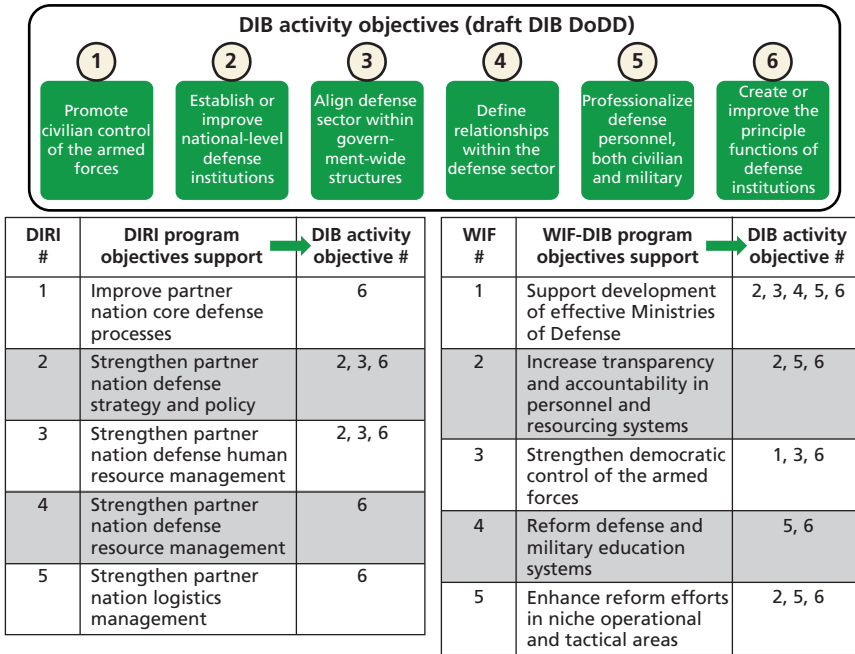 DIB activity objectives (draft DIB DoDD)
1
Promote
civilian control
of the armed
forces
2
Establish or
improve
national-level
defense
institutions
3
Align defense
sector within
govern-
ment-wide
structures
4
Define
relationships
within the
defense sector
5
Professionalize
defense
personnel,
both civilian
and military
6
Create or
improve the
principle
functions of
defense
institutions
DIRI
#
DIRI program
objectives support
DIB activity
objective #
1
Improve partner
nation core defense
processes
6
2
Strengthen partner
nation defense
strategy and policy
2, 3, 6
3
Strengthen partner
nation defense human
resource management
2, 3, 6
4
Strengthen partner
nation defense
resource management
6
5
Strengthen partner
nation logistics
management
6
WIF
#
WIF-DIB program
objectives support
DIB activity
objective #
1
Support development
of effective Ministries
of Defense
2, 3, 4, 5, 6
2
Increase transparency
and accountability in
personnel and
resourcing systems
2, 5, 6
3
Strengthen democratic
control of the armed
forces
1, 3, 6
4
Reform defense and
military education
systems
5, 6
5
Enhance reform efforts
in niche operational
and tactical areas
2, 5, 6